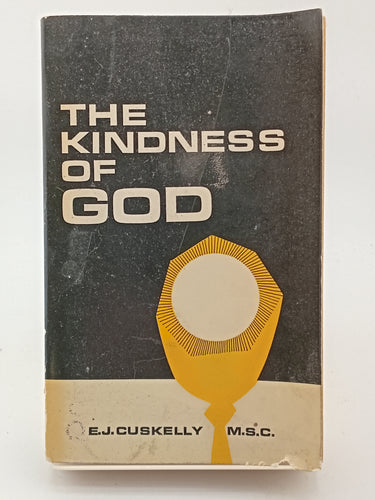 THE
KINDNESS
OF
GOD
E.J. CUSKELLY M.S.C.